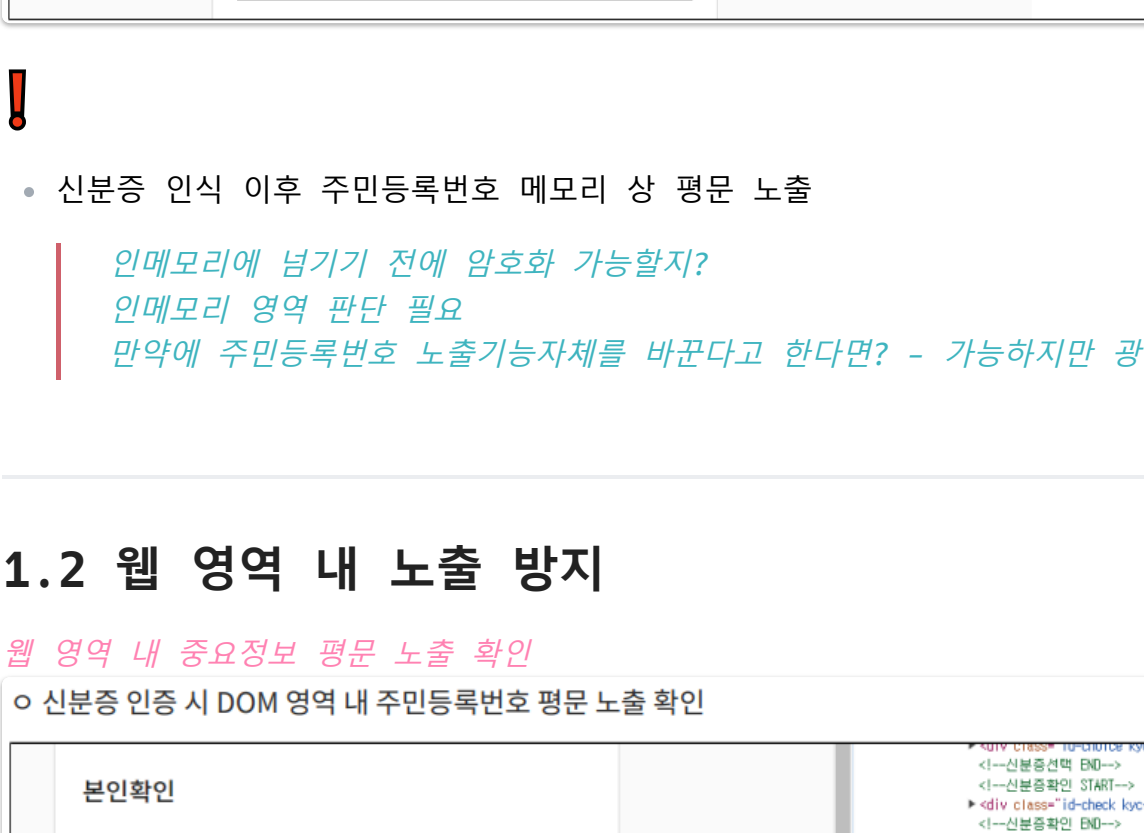 ❗
신분증 인식 이후 주민등록번호 메모리 상 평문 노출
인메모리에 넘기기 전에 암호화 가능할지?
인메모리 영역 판단 필요
만약에 주민등록번호 노출기능자체를 바꾼다고 한다면? - 가능하지만 광
1.2 웹 영역 내 노출 방지
웹 영역 내 중요정보 평문 노출 확인
ㅇ 신분증 인증 시 DOM 영역 내 주민등록번호 평문 노출 확인
본인확인
<!--신분증선택 END-->
<!--신분증확인 START-->
▶<div class="id-check kyc
<!--신분증확인 END-->